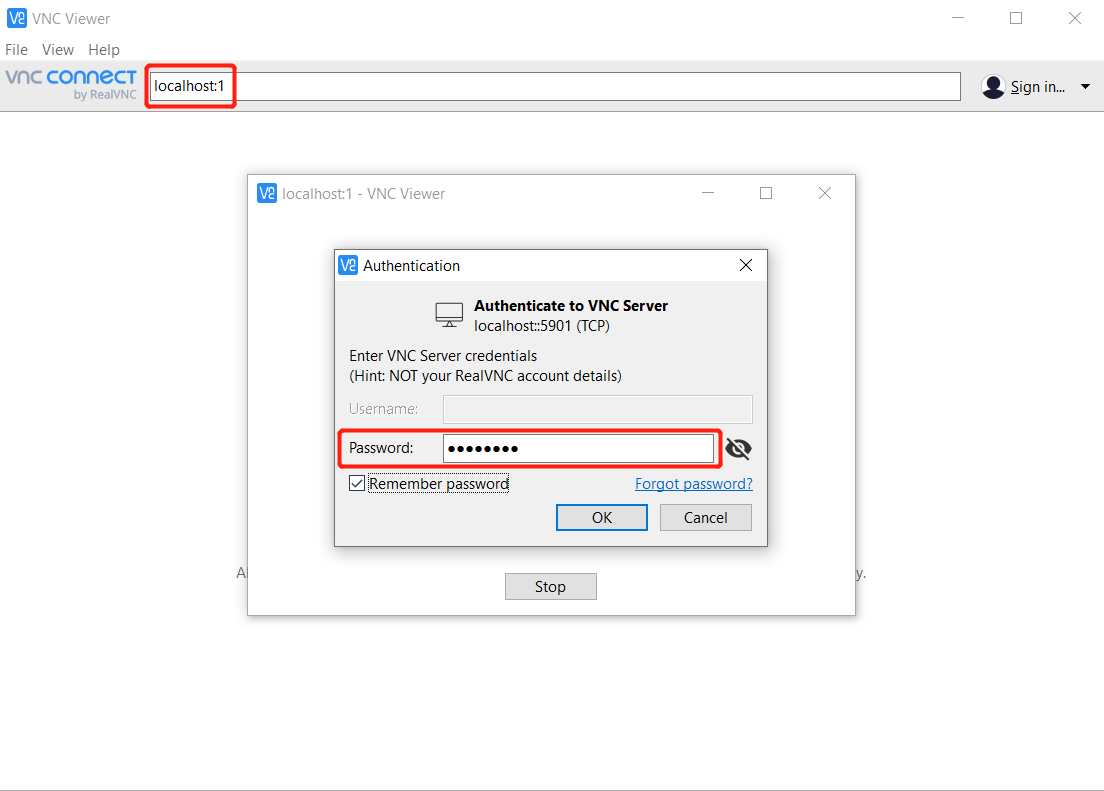 VNC Viewer
File View Help
vnc connect
by RealVNC
localhost:1
Sign in...
localhost:1 - VNC Viewer
Authentication
Authenticate to VNC Server
localhost::5901 (TCP)
Enter VNC Server credentials
(Hint: NOT your RealVNC account details)
Username:
Password: ●●●●●●●●
Remember password Forgot password?
OK Cancel
Stop